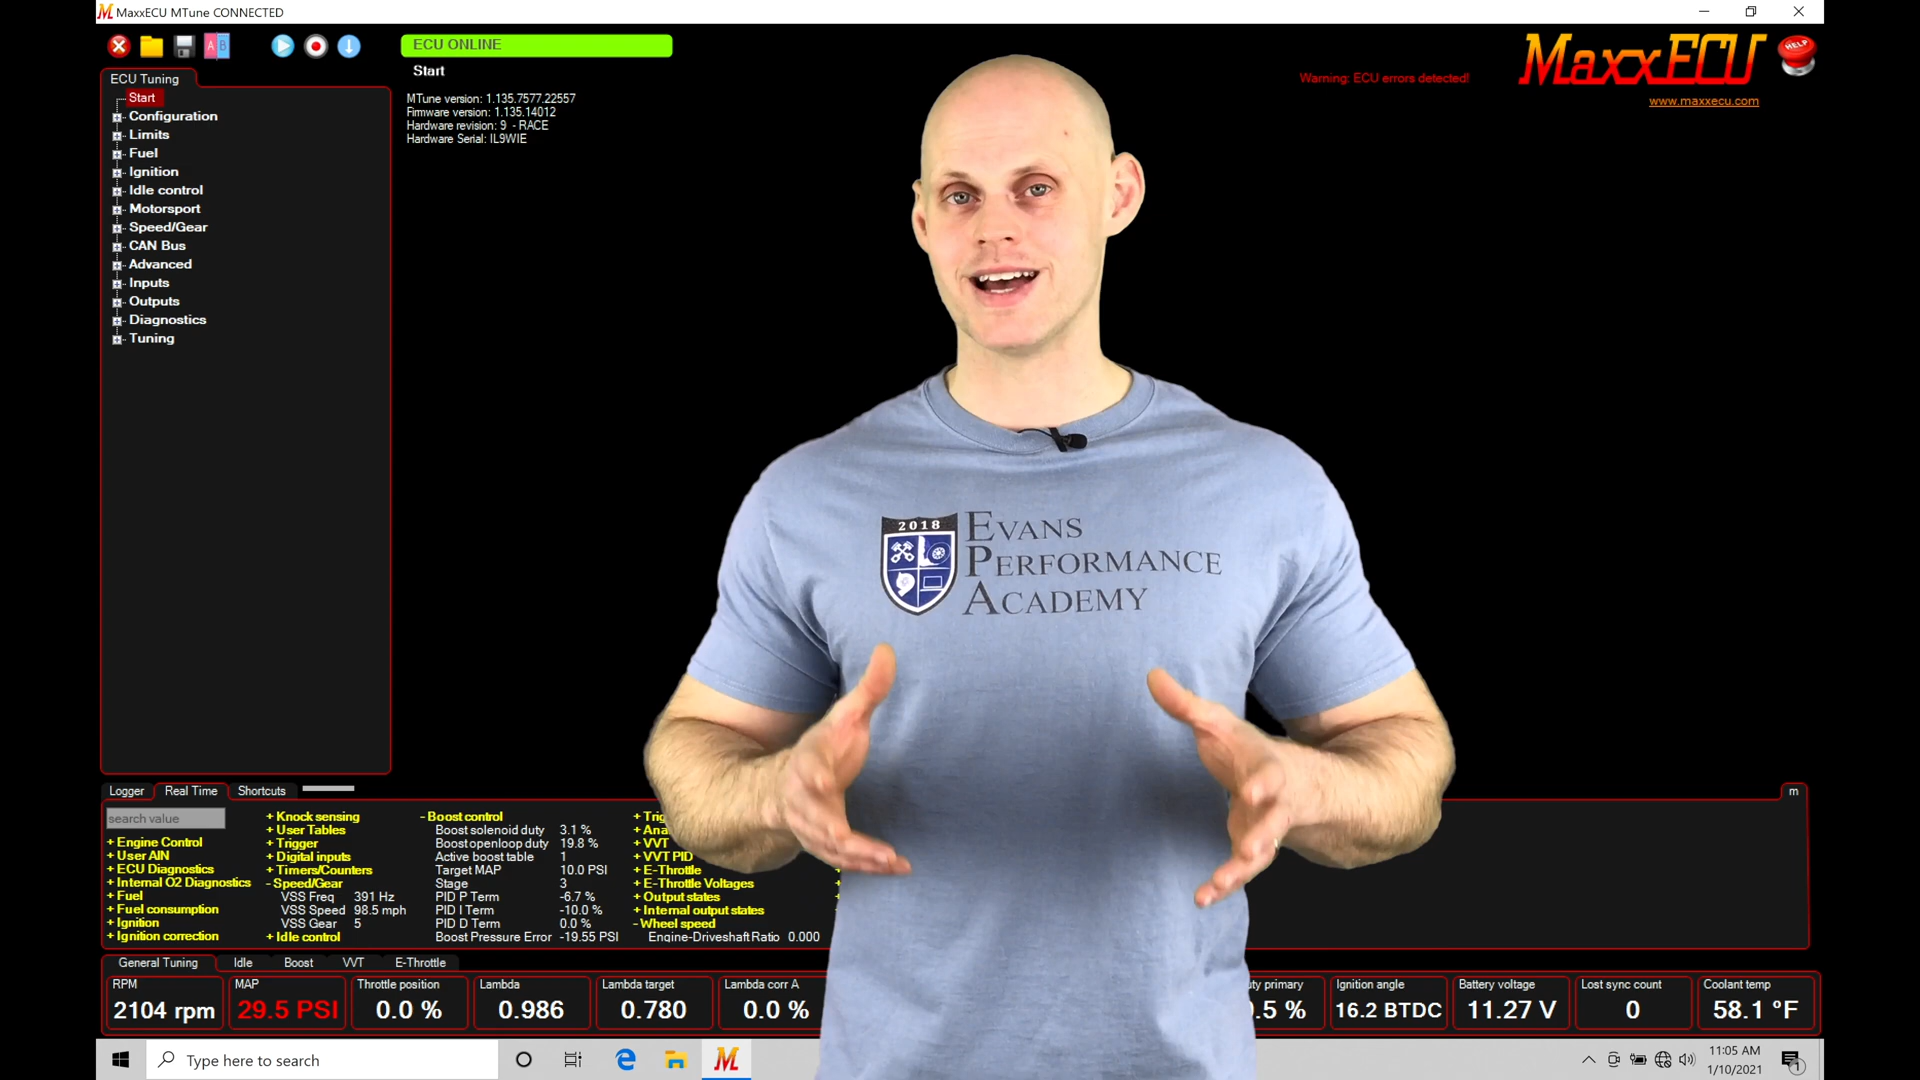 MaxxECU MTune CONNECTED
ECU ONLINE
Start
Warning: ECU errors detected!
MaxxECU
HELP
www.maxxecu.com
MTune version: 1.135.7577.22557
Firmware version: 1.135.14012
Hardware revision: 9 - RACE
Hardware Serial: IL9WIE
A B
ECU Tuning
Start
Configuration
Limits
Fuel
Ignition
Idle control
Motorsport
Speed/Gear
CAN Bus
Advanced
Inputs
Outputs
Diagnostics
Tuning
2018
EVANS
PERFORMANCE
ACADEMY
Logger Real Time Shortcuts
m
search value
+ Engine Control
+ User AIN
+ ECU Diagnostics
+ Internal O2 Diagnostics
+ Fuel
+ Fuel consumption
+ Ignition
+ Ignition correction
+ Knock sensing
+ User Tables
+ Trigger
+ Digital inputs
+ Timers/Counters
- Speed/Gear
VSS Freq 391 Hz
VSS Speed 98.5 mph
VSS Gear 5
+ Idle control
- Boost control
Boost solenoid duty 3.1 %
Boost openloop duty 19.8 %
Active boost table 1
Target MAP 10.0 PSI
Stage 3
PID P Term -6.7 %
PID I Term -10.0 %
PID D Term 0.0 %
Boost Pressure Error -19.55 PSI
+ VVT
+ VVT PID
+ E-Throttle
+ E-Throttle Voltages
+ Output states
+ Internal output states
- Wheel speed
Engine-Driveshaft Ratio 0.000
General Tuning Idle Boost VVT E-Throttle
RPM
2104 rpm
MAP
29.5 PSI
Throttle position
0.0 %
Lambda
0.986
Lambda target
0.780
Lambda corr A
0.0 %
primary
.5 %
Ignition angle
16.2 BTDC
Battery voltage
11.27 V
Lost sync count
0
Coolant temp
58.1 °F
Type here to search
11:05 AM
1/10/2021
1